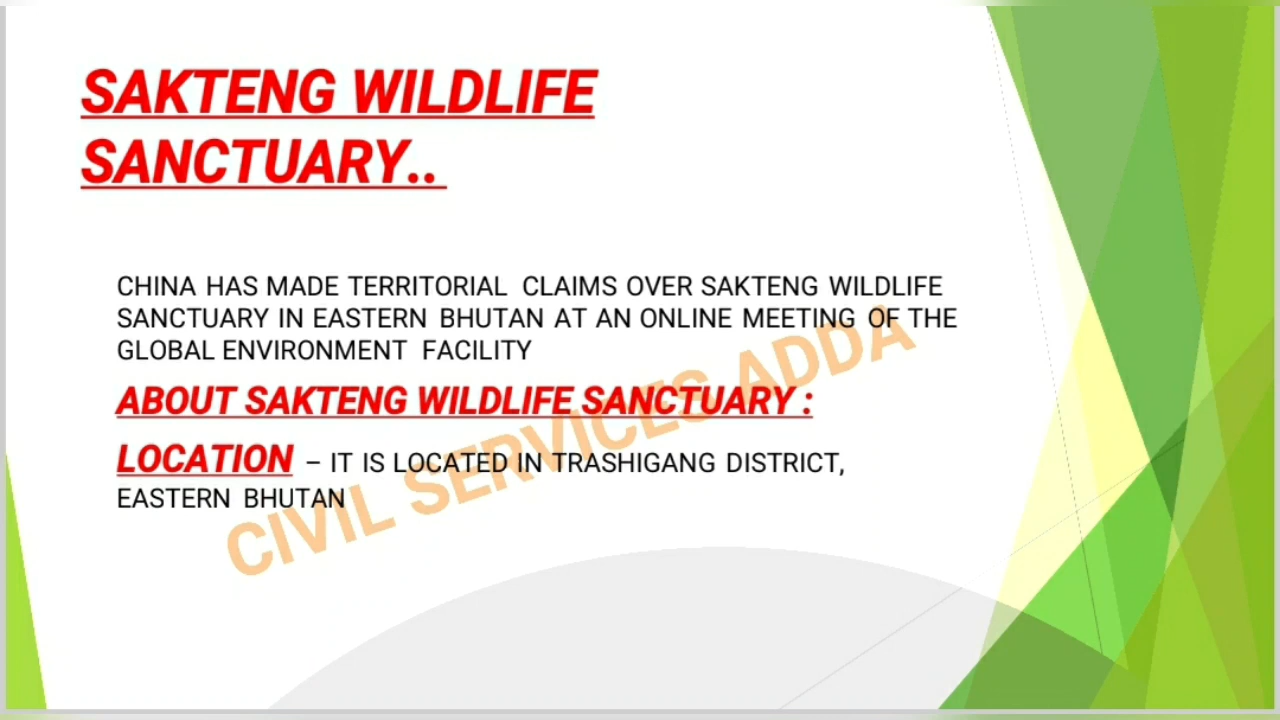 SAKTENG WILDLIFE
SANCTUARY..
CHINA HAS MADE TERRITORIAL CLAIMS OVER SAKTENG WILDLIFE
SANCTUARY IN EASTERN BHUTAN AT AN ONLINE MEETING OF THE
GLOBAL ENVIRONMENT FACILITY
ABOUT SAKTENG WILDLIFE SANCTUARY :
LOCATION – IT IS LOCATED IN TRASHIGANG DISTRICT,
EASTERN BHUTAN
CIVIL SERVICES ADDA